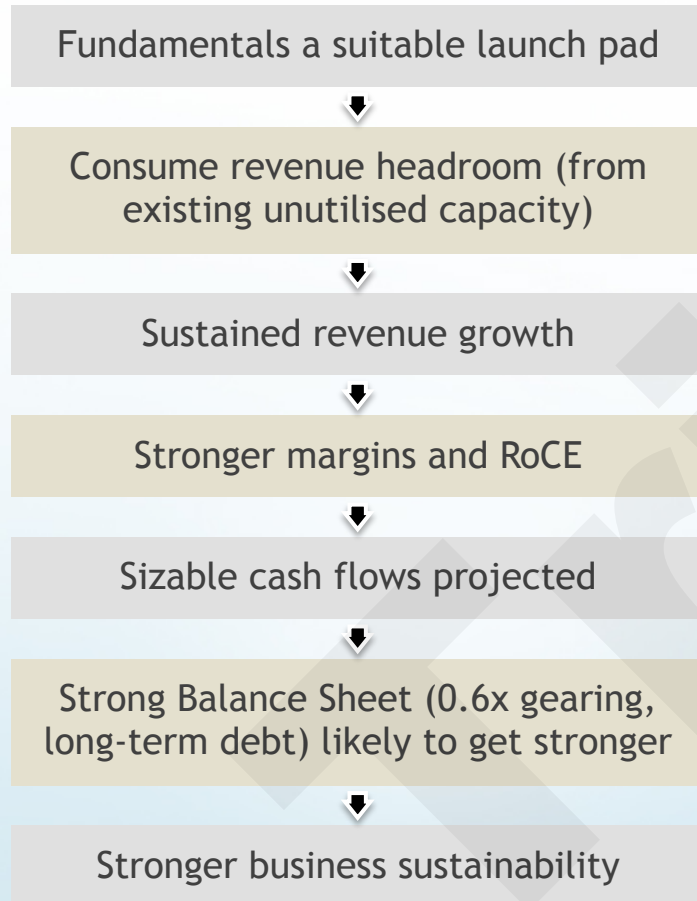 Fundamentals a suitable launch pad
Consume revenue headroom (from
existing unutilised capacity)
Sustained revenue growth
Stronger margins and RoCE
Sizable cash flows projected
Strong Balance Sheet (0.6x gearing,
long-term debt) likely to get stronger
Stronger business sustainability